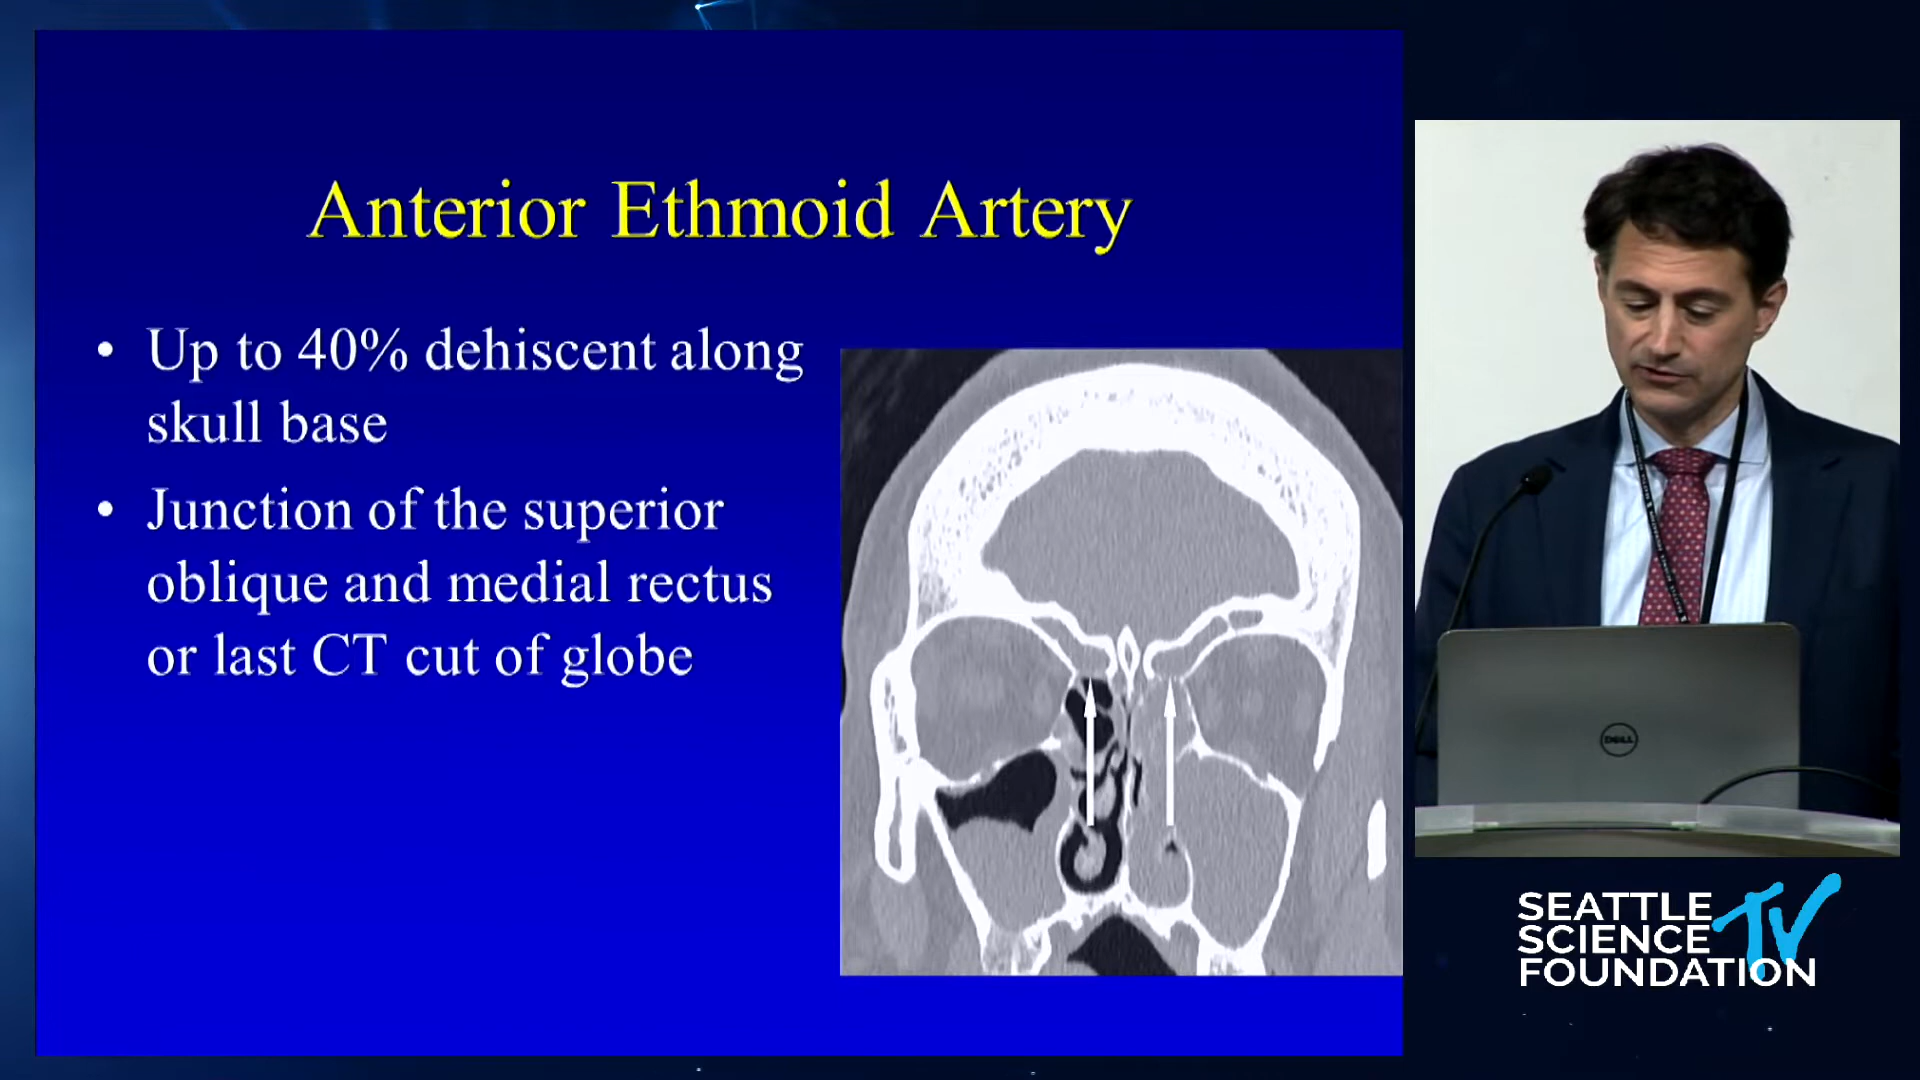 Anterior Ethmoid Artery
• Up to 40% dehiscent along
skull base
• Junction of the superior
oblique and medial rectus
or last CT cut of globe
DELL
SEATTLE
SCIENCE
FOUNDATION
TV